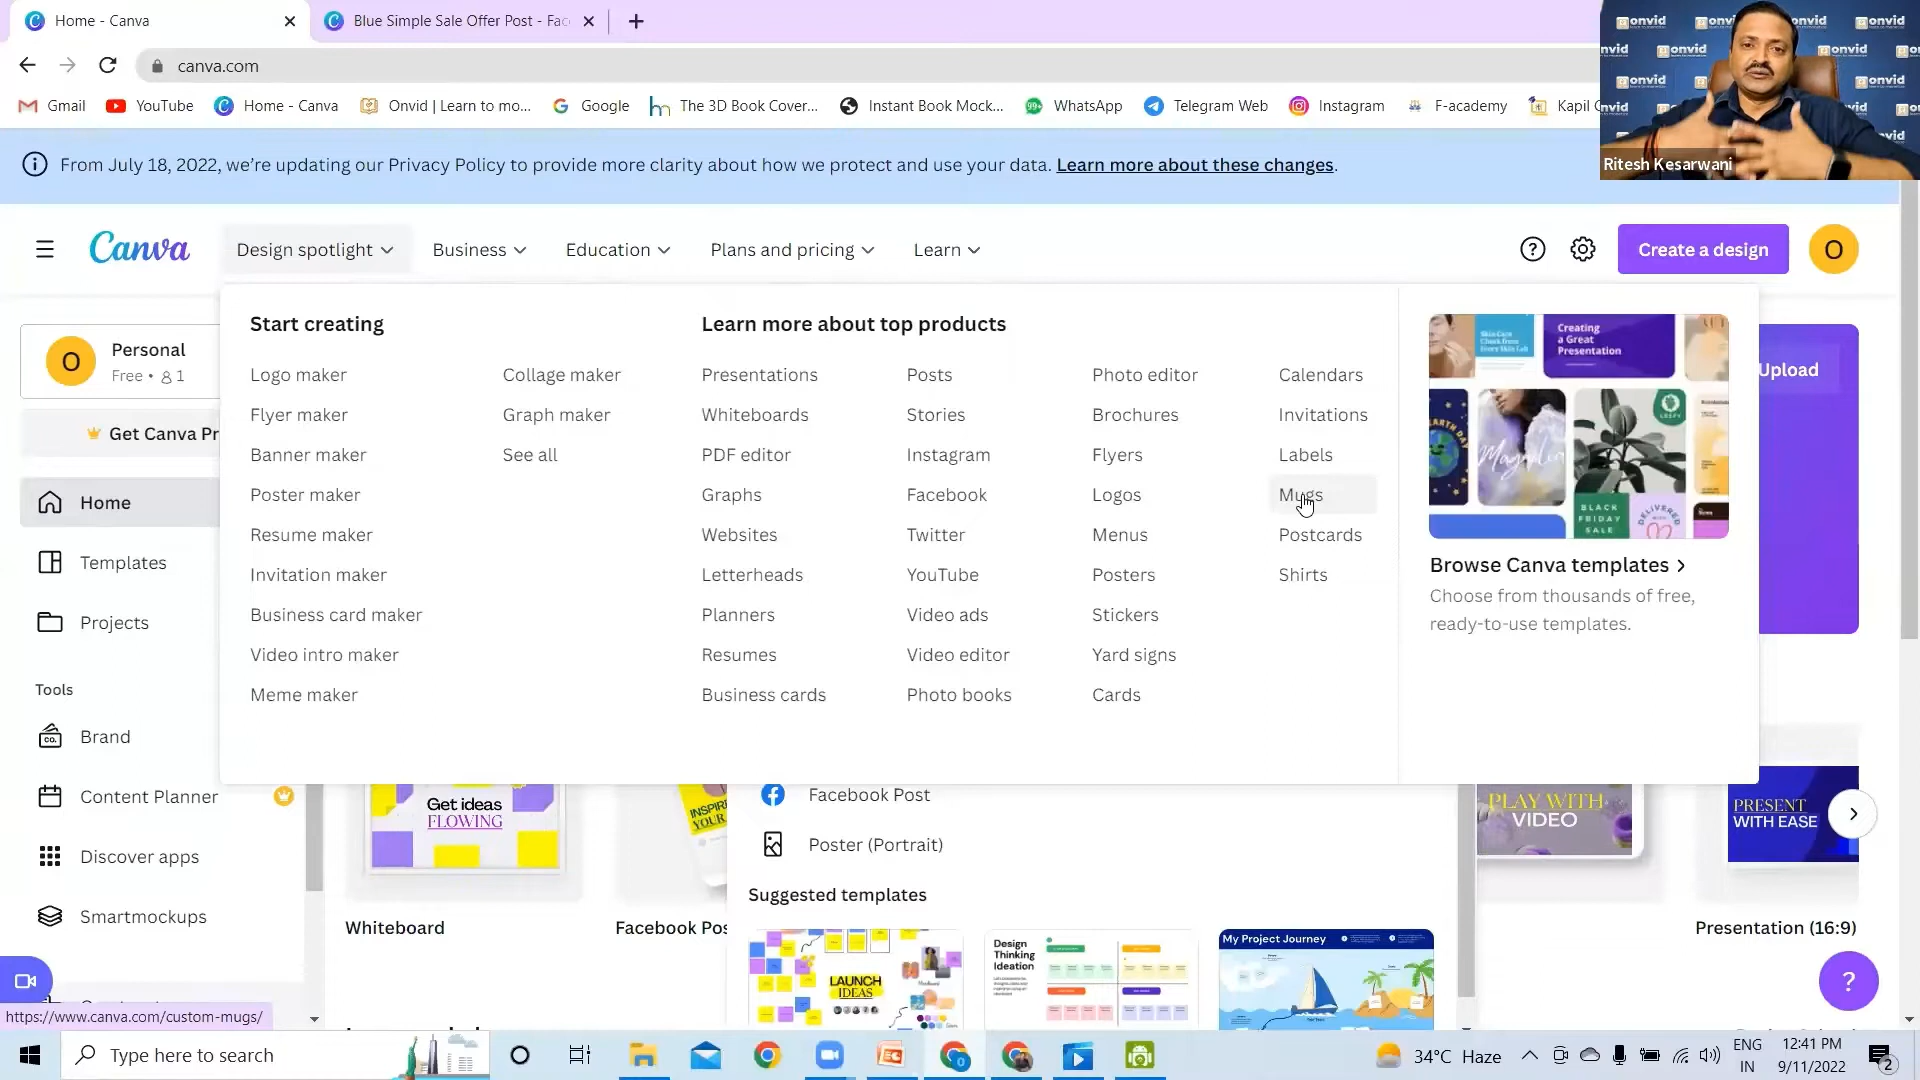 Home - Canva
Blue Simple Sale Offer Post - Fac
canva.com
Gmail
YouTube
Home - Canva
Onvid | Learn to mo...
Google
The 3D Book Cover...
Instant Book Mock...
WhatsApp
Telegram Web
Instagram
F-academy
Kapil
Ritesh Kesarwani
From July 18, 2022, we're updating our Privacy Policy to provide more clarity about how we protect and use your data. Learn more about these changes.
Canva
Design spotlight
Business
Education
Plans and pricing
Learn
Create a design
O
O
Personal
Free • 1
Get Canva Pr
Home
Templates
Projects
Tools
Brand
Content Planner
Discover apps
Smartmockups
Start creating
Logo maker
Flyer maker
Banner maker
Poster maker
Resume maker
Invitation maker
Business card maker
Video intro maker
Meme maker
Collage maker
Graph maker
See all
Learn more about top products
Presentations
Whiteboards
PDF editor
Graphs
Websites
Letterheads
Planners
Resumes
Business cards
Posts
Stories
Instagram
Facebook
Twitter
YouTube
Video ads
Video editor
Photo books
Photo editor
Brochures
Flyers
Logos
Menus
Posters
Stickers
Yard signs
Cards
Calendars
Invitations
Labels
Mugs
Postcards
Shirts
Creating
a Great
Presentation
EARTH DAY
Magnolia
BLACK
FRIDAY
SALE
DELIVERED
Browse Canva templates
Choose from thousands of free,
ready-to-use templates.
Upload
Get ideas
FLOWING
INSPIRE
YOUR
Whiteboard
Facebook Pos
Facebook Post
Poster (Portrait)
Suggested templates
LAUNCH
IDEAS
Design
Thinking
Ideation
My Project Journey
PLAY WITH
VIDEO
PRESENT
WITH EASE
Presentation (16:9)
?
https://www.canva.com/custom-mugs/
Type here to search
34°C Haze
ENG
IN
12:41 PM
9/11/2022
2